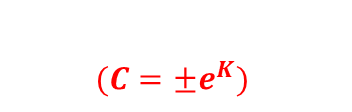 (C = ±e^K)